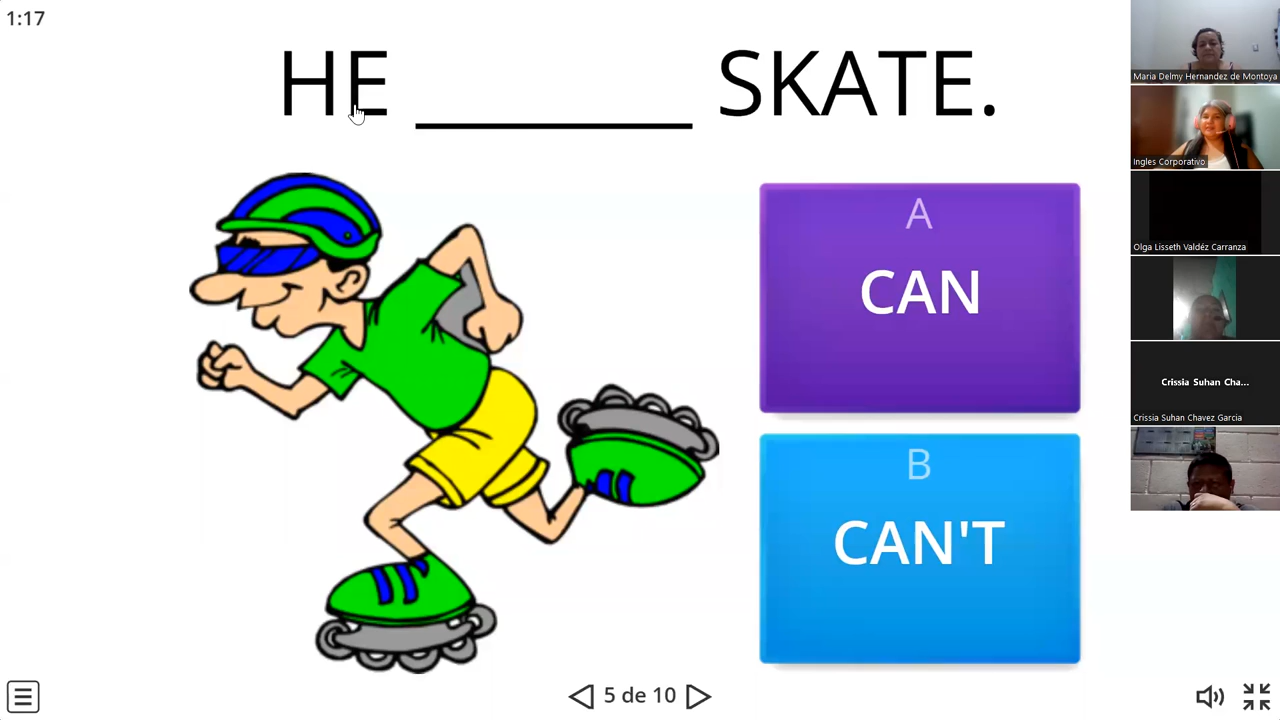 1:17
HE ________ SKATE.
A
CAN
B
CAN'T
5 de 10
Maria Delmy Hernandez de Montoya
Ingles Corporativo
Olga Lisseth Valdéz Carranza
Crissia Suhan Cha...
Crissia Suhan Chavez Garcia